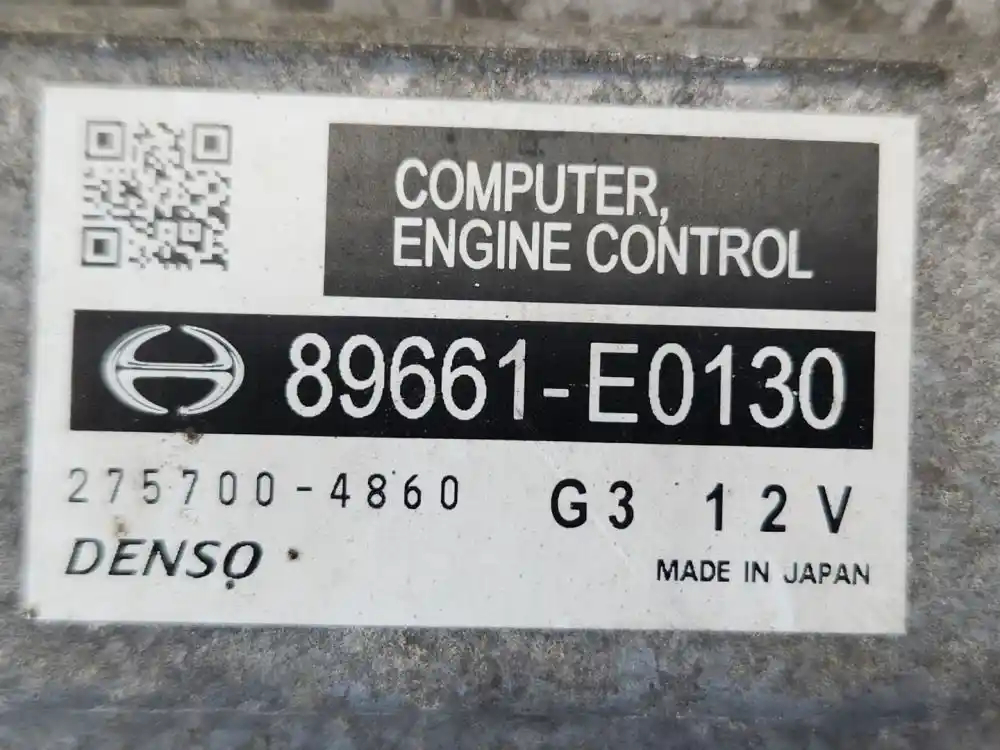 COMPUTER,
ENGINE CONTROL
89661-E0130
275700-4860 G3 12V
DENSO
MADE IN JAPAN